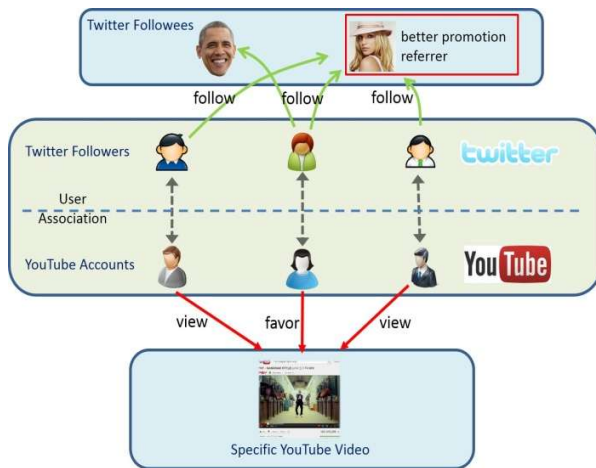 Twitter Followees
better promotion
referrer
follow
follow
follow
Twitter Followers
twitter
User
Association
YouTube Accounts
YouTube
view
favor
view
Specific YouTube Video